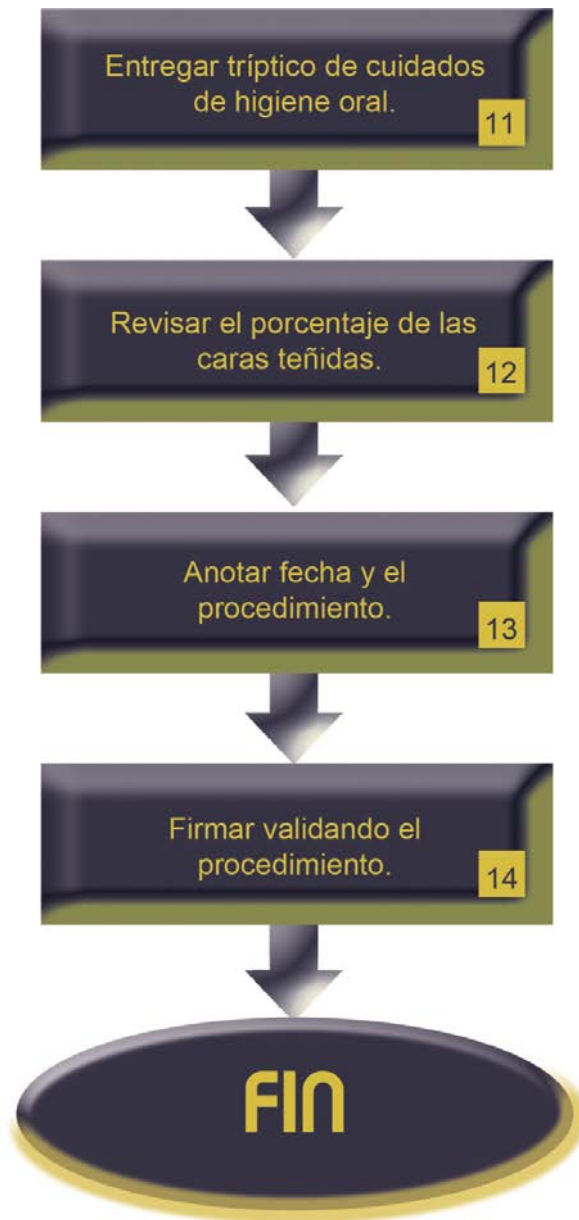 Entregar tríptico de cuidados
de higiene oral.
11
Revisar el porcentaje de las
caras teñidas.
12
Anotar fecha y el
procedimiento.
13
Firmar validando el
procedimiento.
14
FIN